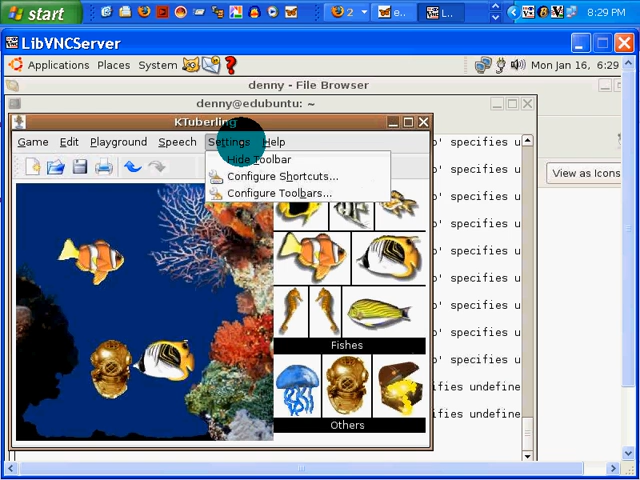 start
2
e..
L..
8:29 PM
LibVNCServer
Applications Places System
Mon Jan 16, 6:29
denny - File Browser
denny@edubuntu: ~
KTuberling
Game Edit Playground Speech Settings Help
Hide Toolbar
Configure Shortcuts...
Configure Toolbars...
Fishes
Others
o' specifies u
o' specifies u
o' specifies u
o' specifies u
o' specifies u
o' specifies u
o' specifies u
o' specifies u
o' specifies u
ifies undefine
ifies undefine
View as Icons